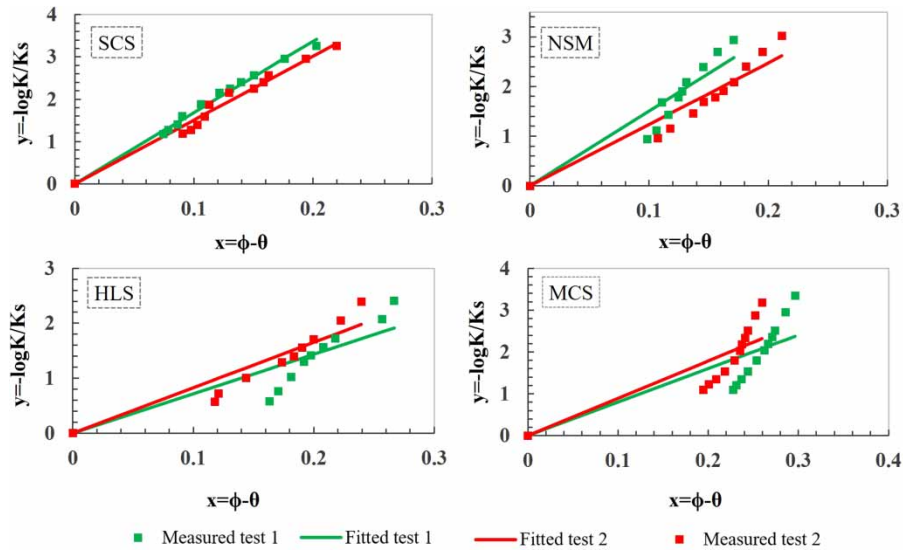 SCS
y=-logK/Ks
4
3
2
1
0
0
0.1
0.2
0.3
x=ϕ-θ
NSM
y=-logK/Ks
3
2
1
0
0
0.1
0.2
0.3
x=ϕ-θ
HLS
y=-logK/Ks
3
2
1
0
0
0.1
0.2
0.3
x=ϕ-θ
MCS
y=-logK/Ks
4
3
2
1
0
0
0.1
0.2
0.3
0.4
x=ϕ-θ
Measured test 1 Fitted test 1 Fitted test 2 Measured test 2